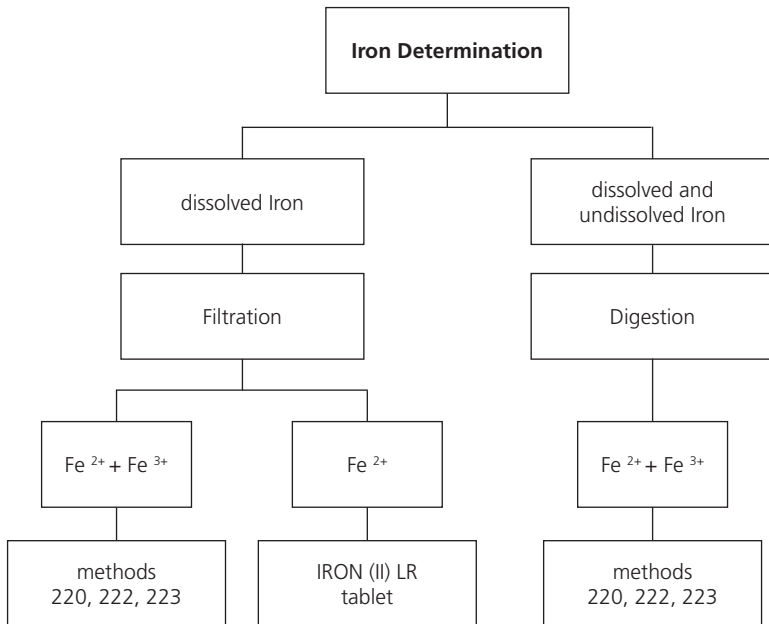 Iron Determination
dissolved Iron
dissolved and
undissolved Iron
Filtration
Digestion
Fe ²⁺ + Fe ³⁺
Fe ²⁺
Fe ²⁺ + Fe ³⁺
methods
220, 222, 223
IRON (II) LR
tablet
methods
220, 222, 223